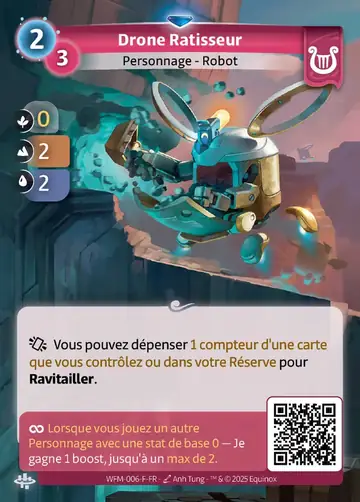 2
3
Drone Ratisseur
Personnage - Robot
0
2
2
Vous pouvez dépenser 1 compteur d'une carte
que vous contrôlez ou dans votre Réserve pour
Ravitailler.
Lorsque vous jouez un autre
Personnage avec une stat de base 0 — Je
gagne 1 boost, jusqu'à un max de 2.
WFM-006-F-FR - Anh Tung - ™ & © 2025 Equinox